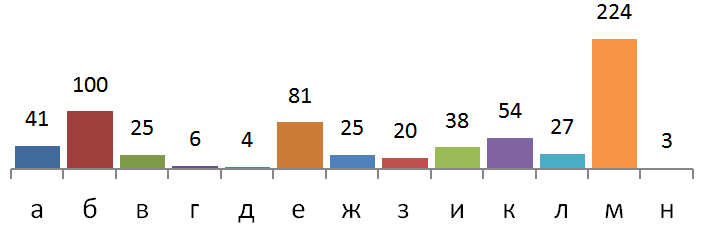 41 100 25 6 4 81 25 20 38 54 27 224 3
а б в г д е ж з и к л м н